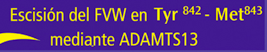 Escisión del FVW en Tyr 842 - Met843
mediante ADAMTS13